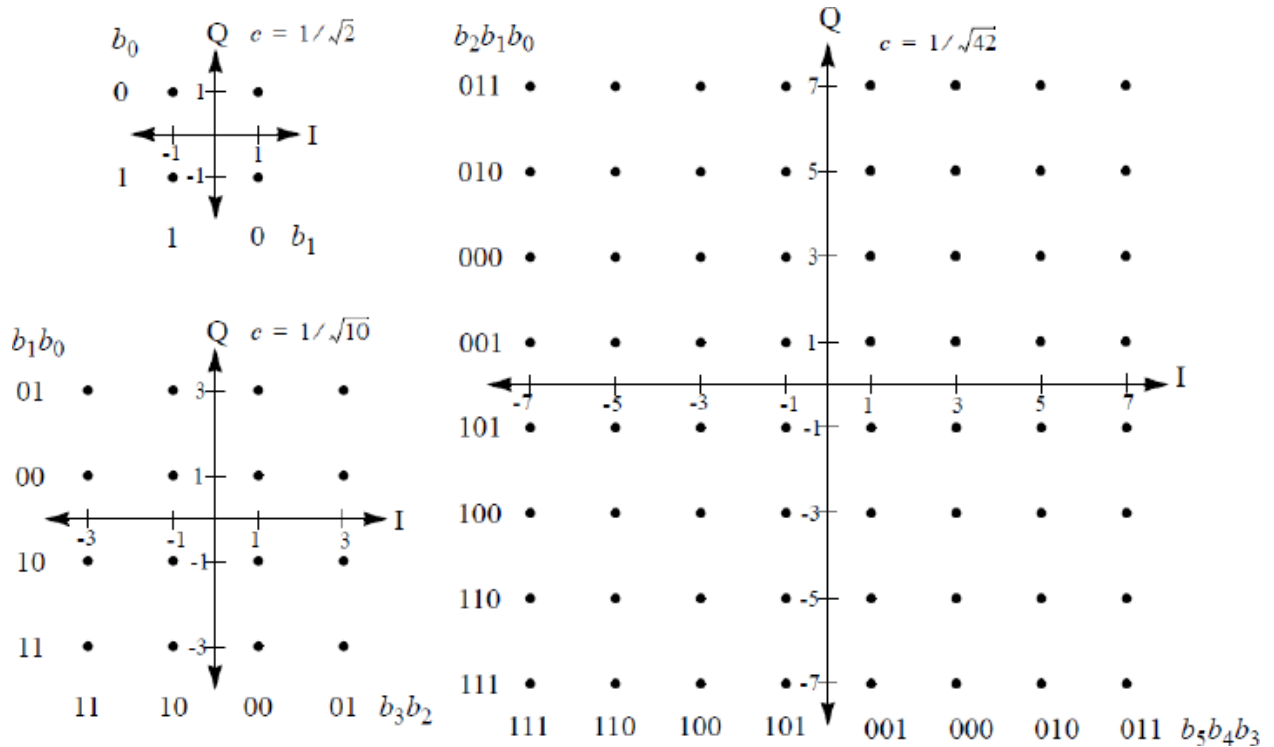 b₀ Q c = 1/√2
0 1
I
-1 1
1 -1
1 0 b₁
b₁b₀ Q c = 1/√10
01 3
00 1
I
-3 -1 1 3
10 -1
11 -3
11 10 00 01 b₃b₂
b₂b₁b₀ Q c = 1/√42
011 7
010 5
000 3
001 1
I
-7 -5 -3 -1 1 3 5 7
101 -1
100 -3
110 -5
111 -7
111 110 100 101 001 000 010 011 b₅b₄b₃